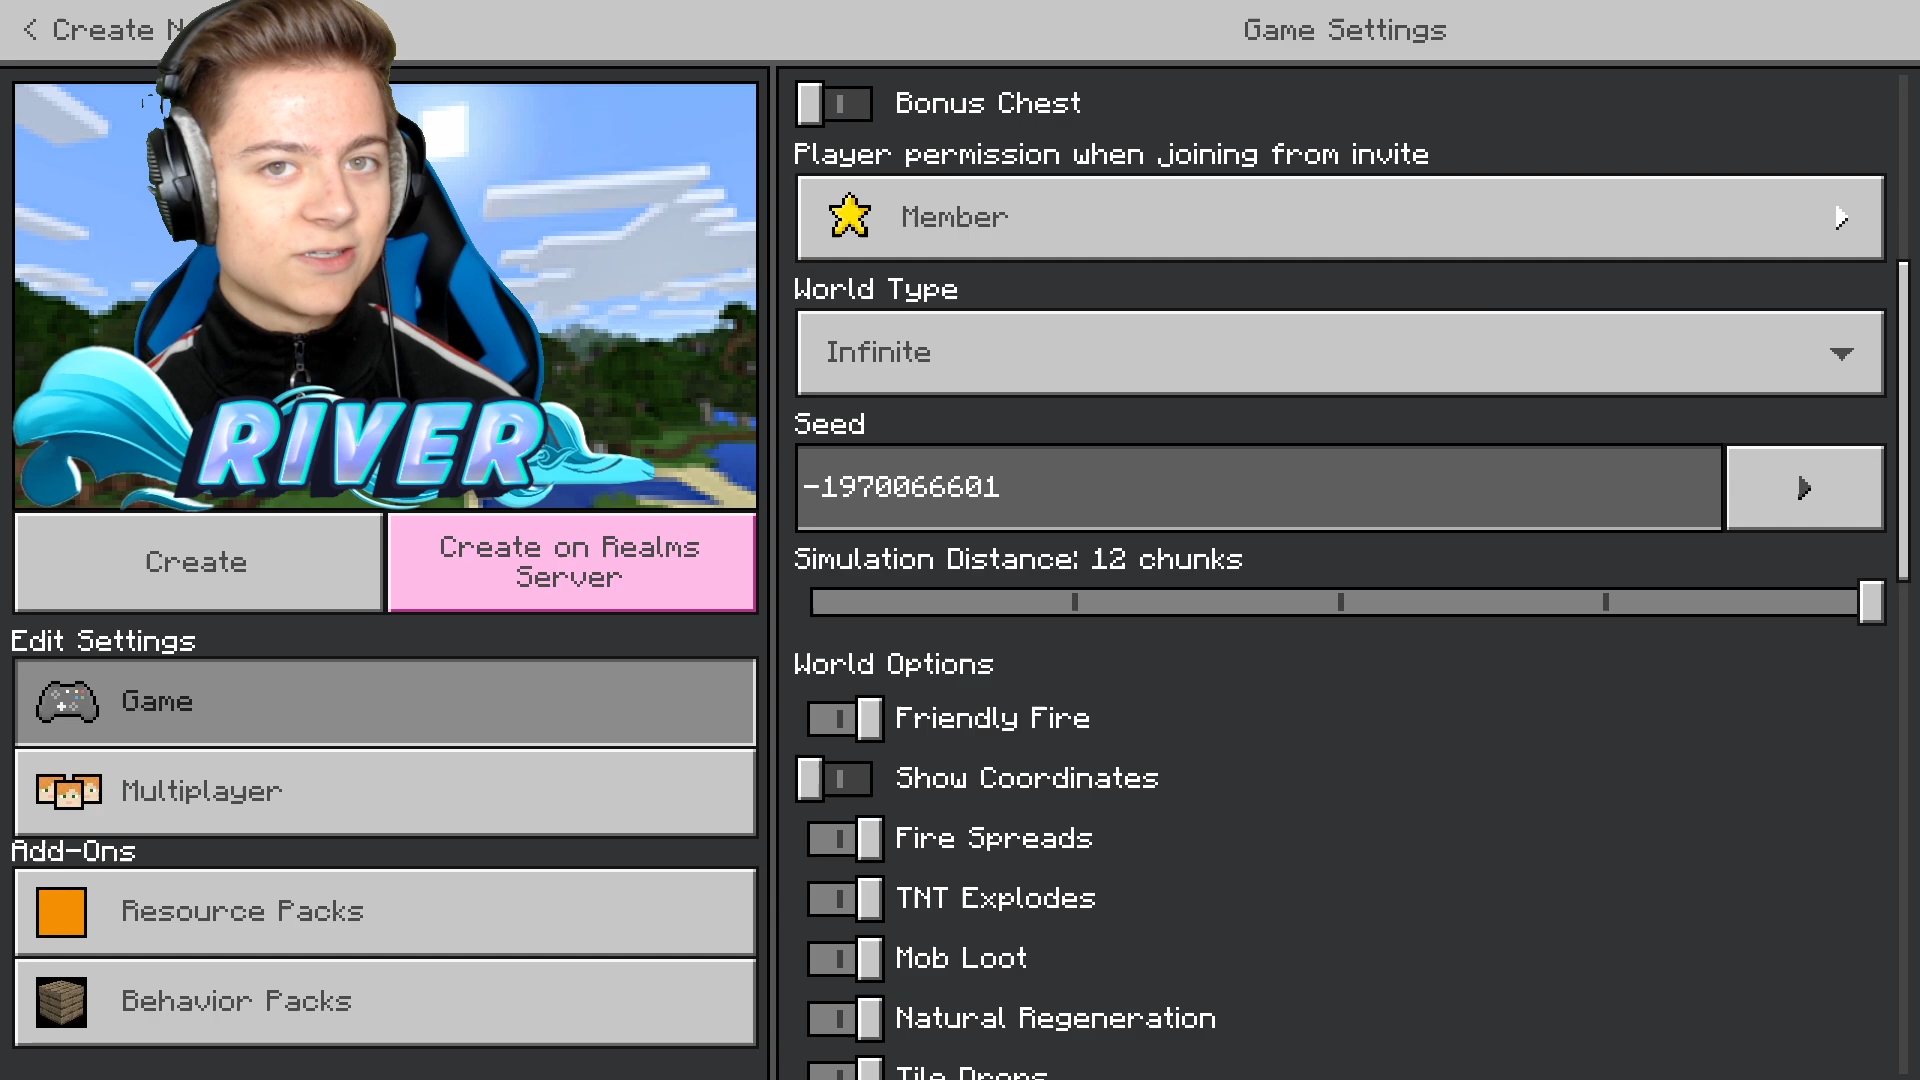 Create N
Game Settings
RIVER
Create
Create on Realms
Server
Edit Settings
Game
Multiplayer
Add-Ons
Resource Packs
Behavior Packs
Bonus Chest
Player permission when joining from invite
Member
World Type
Infinite
Seed
-1970066601
Simulation Distance: 12 chunks
World Options
Friendly Fire
Show Coordinates
Fire Spreads
TNT Explodes
Mob Loot
Natural Regeneration
Tile Drops